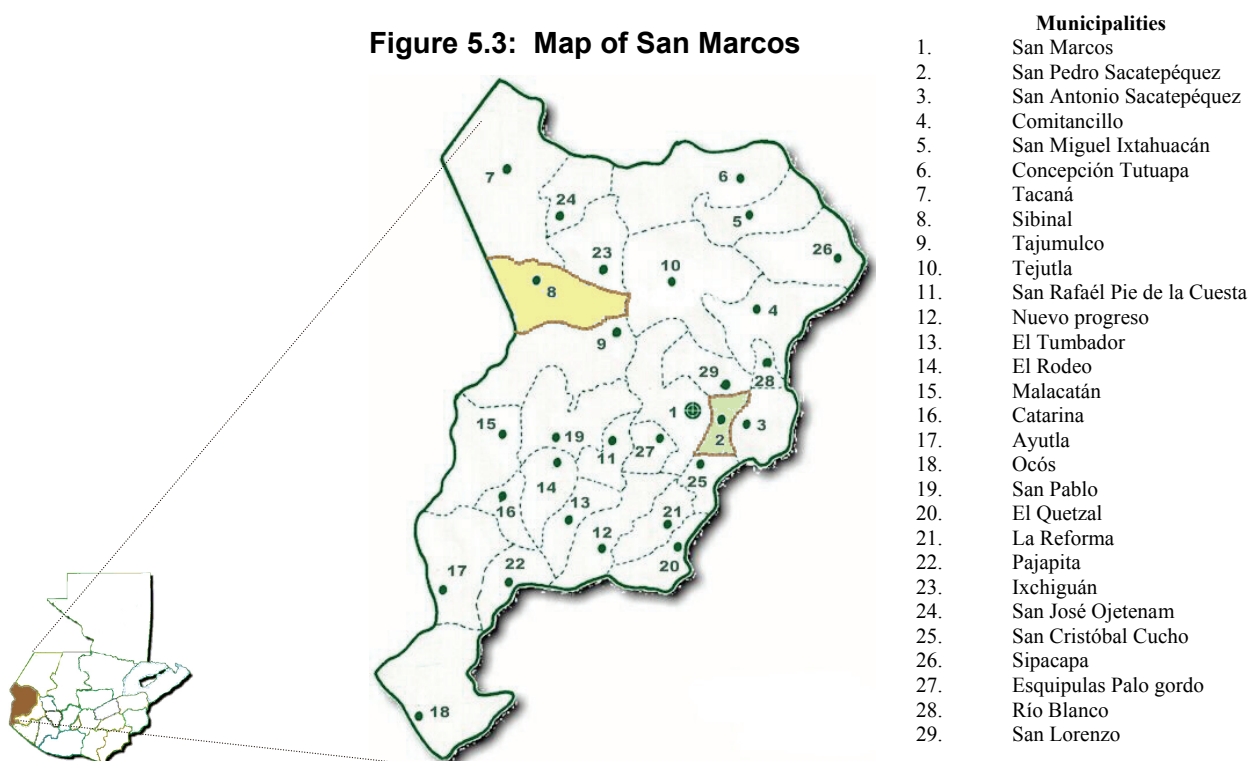 Figure 5.3: Map of San Marcos
Municipalities
1. San Marcos
2. San Pedro Sacatepéquez
3. San Antonio Sacatepéquez
4. Comitancillo
5. San Miguel Ixtahuacán
6. Concepción Tutuapa
7. Tacaná
8. Sibinal
9. Tajumulco
10. Tejutla
11. San Rafaél Pie de la Cuesta
12. Nuevo progreso
13. El Tumbador
14. El Rodeo
15. Malacatán
16. Catarina
17. Ayutla
18. Ocós
19. San Pablo
20. El Quetzal
21. La Reforma
22. Pajapita
23. Ixchiguán
24. San José Ojetenam
25. San Cristóbal Cucho
26. Sipacapa
27. Esquipulas Palo gordo
28. Río Blanco
29. San Lorenzo
7
6
24
5
23
26
10
8
4
9
29
28
1
2
3
15
19
11
27
14
25
16
13
21
12
20
17
22
18